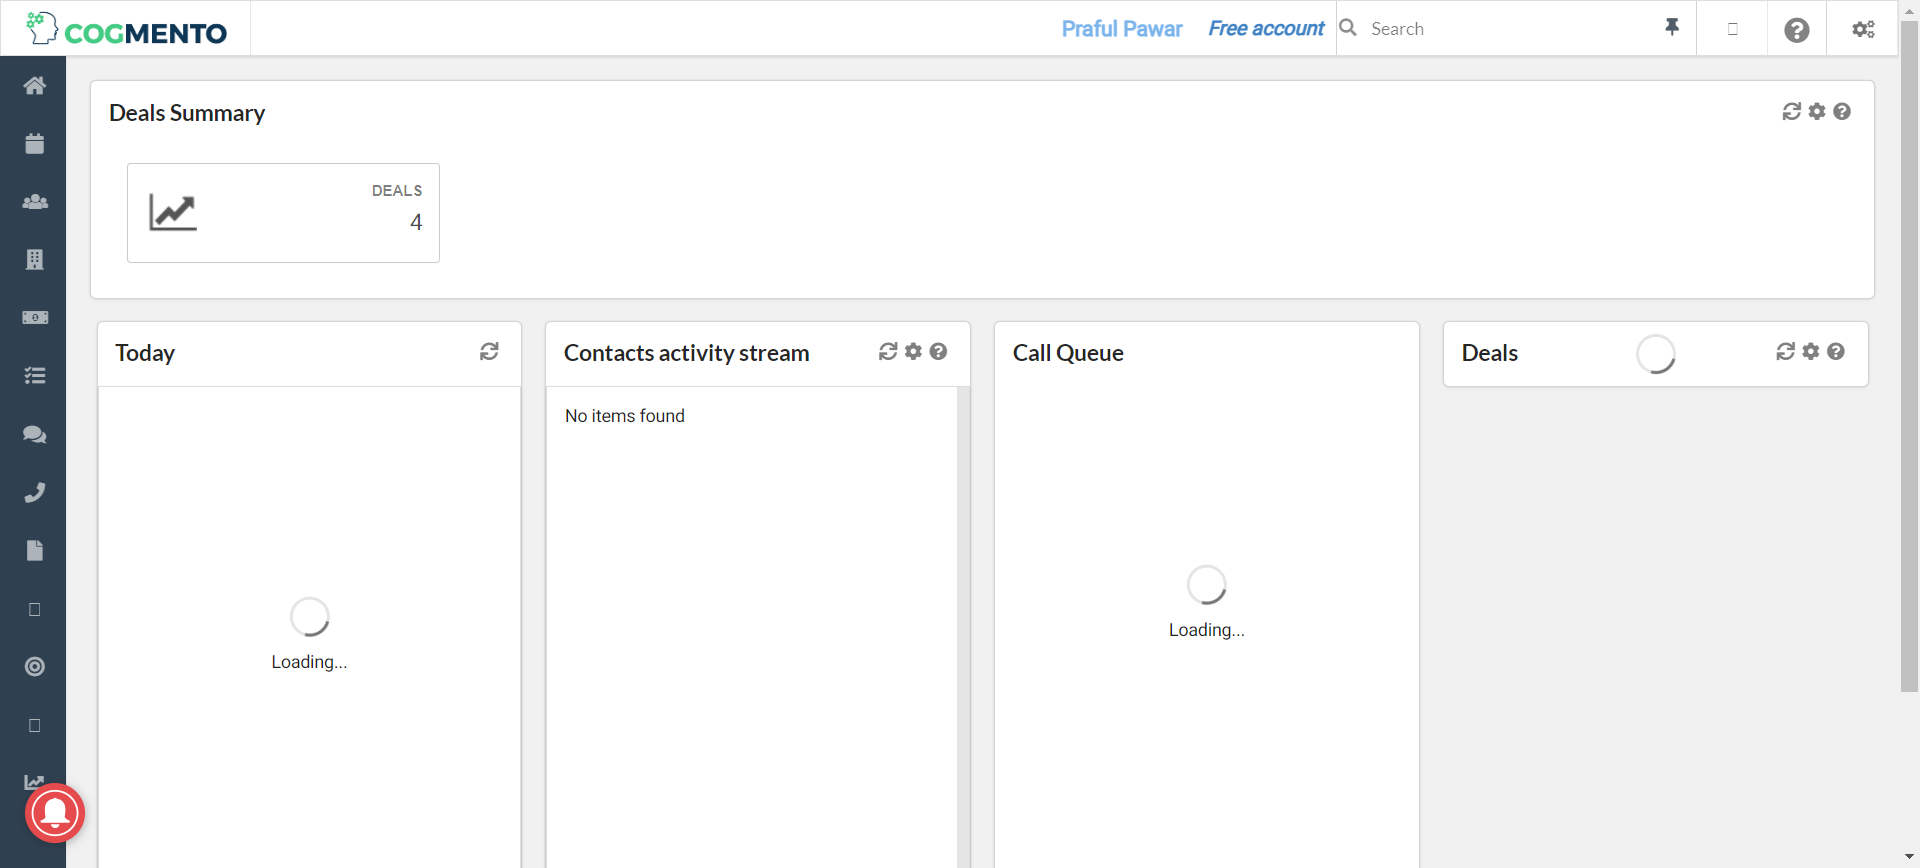 COGMENTO
Praful Pawar
Free account
Search
Deals Summary
DEALS
4
Today
Contacts activity stream
Call Queue
Deals
No items found
Loading...
Loading...